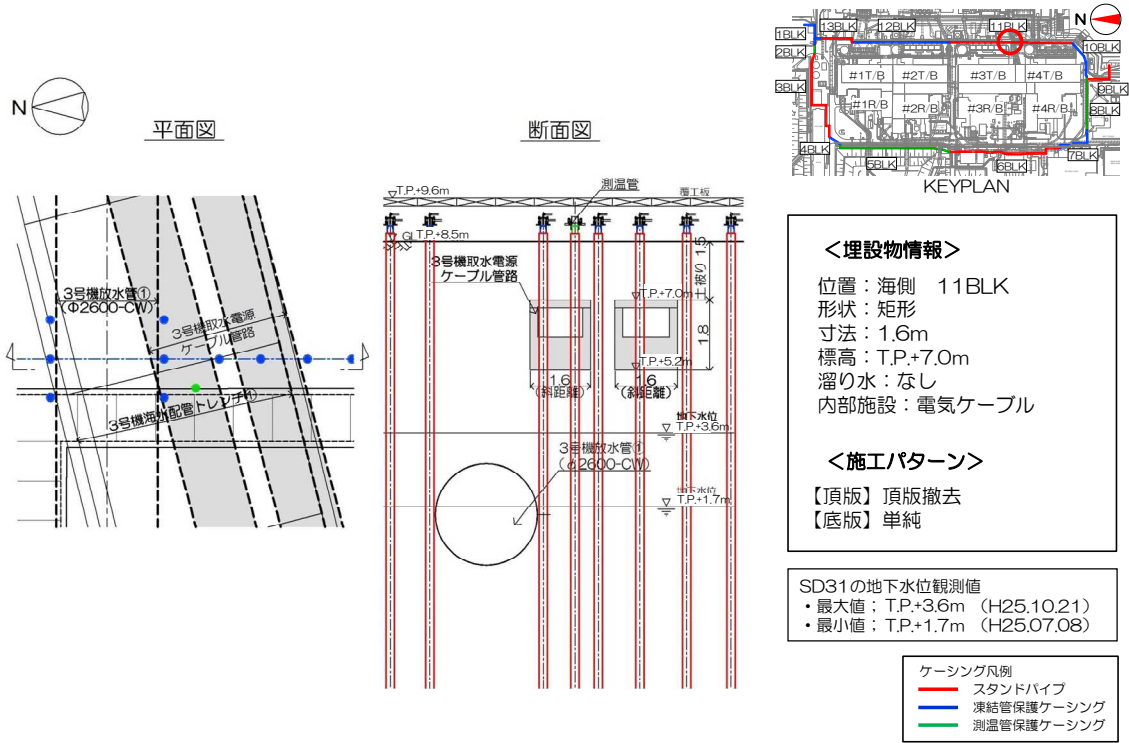 N
平面図
3号機放水管①
(Φ2600-CW)
3号機取水電源
ケーブル管路
3号機海水配管トレンチ①
断面図
測温管
T.P.+9.6m
覆工板
GL T.P.+8.5m
3号機取水電源
ケーブル管路
土被り 1.5
T.P.+7.0m
1.8
T.P.+5.2m
1.6
(斜距離)
1.6
(斜距離)
地下水位
T.P.+3.6m
3号機放水管①
(φ2600-CW)
地下水位
T.P.+1.7m
N
1BLK
2BLK
3BLK
4BLK
5BLK
6BLK
7BLK
8BLK
9BLK
10BLK
11BLK
12BLK
13BLK
#1T/B
#2T/B
#3T/B
#4T/B
#1R/B
#2R/B
#3R/B
#4R/B
KEYPLAN
<埋設物情報>
位置:海側 11BLK
形状:矩形
寸法:1.6m
標高:T.P.+7.0m
溜り水:なし
内部施設:電気ケーブル
<施工パターン>
【頂版】頂版撤去
【底版】単純
SD31の地下水位観測値
・最大値;T.P.+3.6m (H25.10.21)
・最小値;T.P.+1.7m (H25.07.08)
ケーシング凡例
スタンドパイプ
凍結管保護ケーシング
測温管保護ケーシング